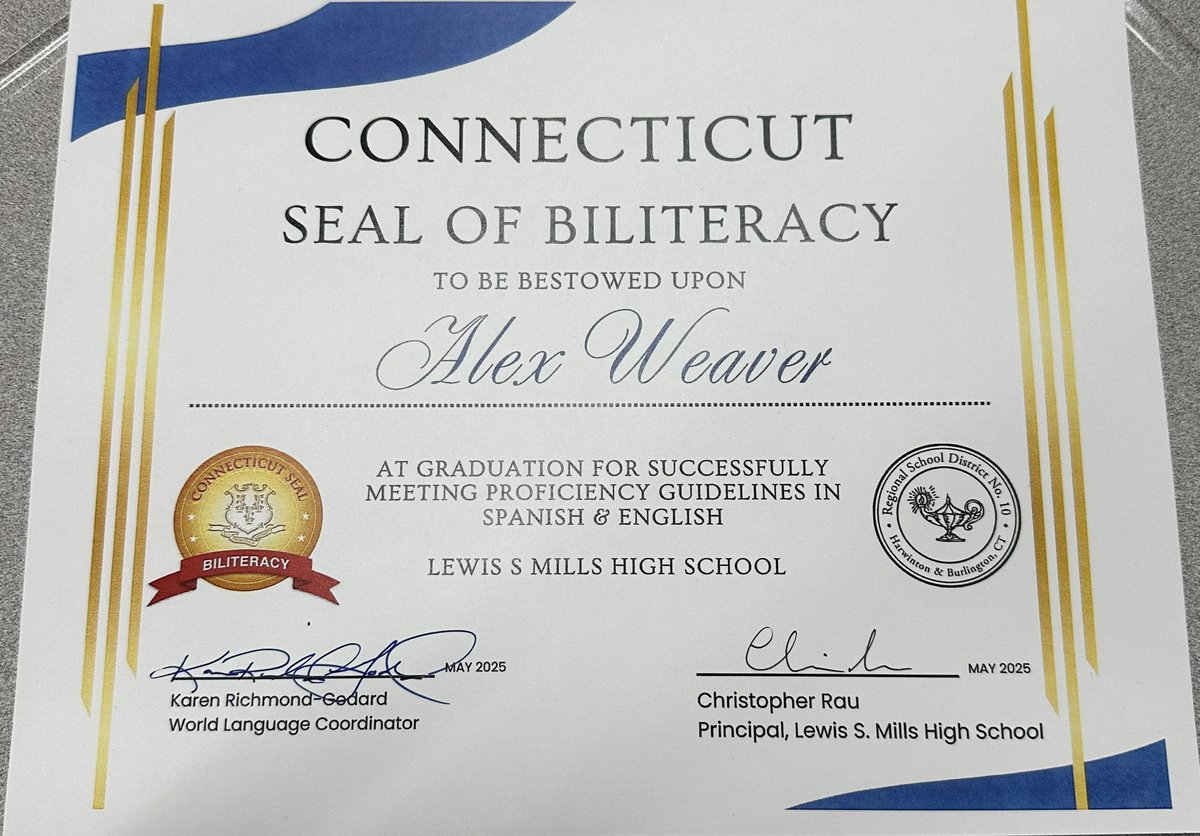 CONNECTICUT
SEAL OF BILITERACY
TO BE BESTOWED UPON
Alex Weaver
CONNECTICUT SEAL
BILITERACY
AT GRADUATION FOR SUCCESSFULLY
MEETING PROFICIENCY GUIDELINES IN
SPANISH & ENGLISH
LEWIS S MILLS HIGH SCHOOL
Regional School District No. 10
Harwinton & Burlington, CT
MAY 2025
Karen Richmond-Godard
World Language Coordinator
MAY 2025
Christopher Rau
Principal, Lewis S. Mills High School